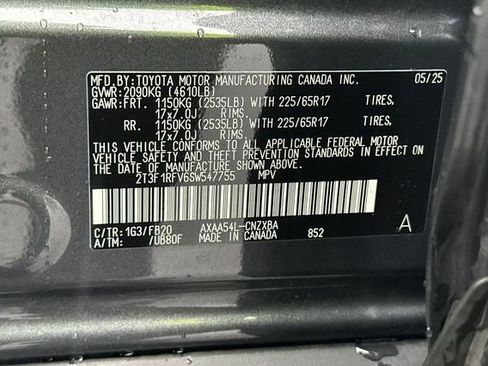 MFD. BY: TOYOTA MOTOR MANUFACTURING CANADA INC. 05/25
GVWR: 2090KG (4610LB)
GAWR: FRT. 1150KG (2535LB) WITH 225/65R17 TIRES,
17x7.0J RIMS.
RR. 1150KG (2535LB) WITH 225/65R17 TIRES,
17x7.0J RIMS.
THIS VEHICLE CONFORMS TO ALL APPLICABLE FEDERAL MOTOR
VEHICLE SAFETY AND THEFT PREVENTION STANDARDS IN
EFFECT ON THE DATE OF MANUFACTURE SHOWN ABOVE.
2T3F1RFV6SW547755 MPV
C/TR: 1G3/FB20 AXAA54L-CNZXBA A
A/TM: /UB80F MADE IN CANADA 852